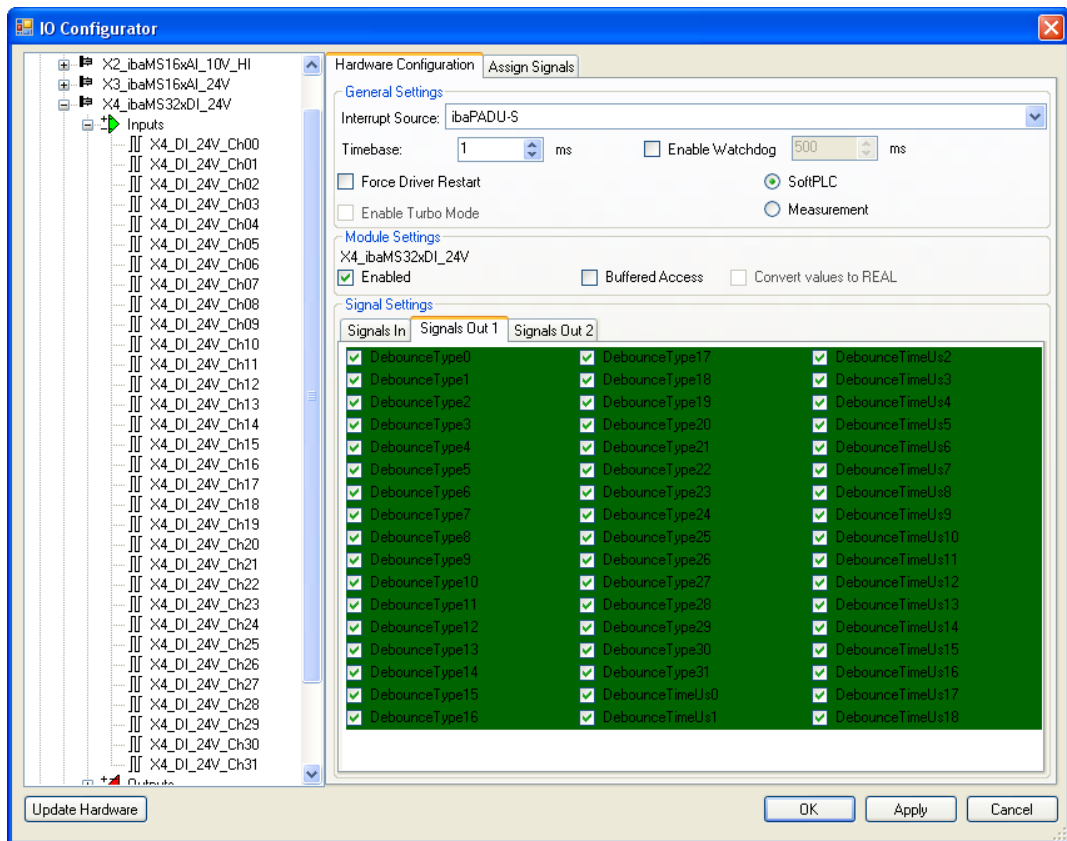 IO Configurator
X2_ibaMS16xAI_10V_HI
X3_ibaMS16xAI_24V
X4_ibaMS32xDI_24V
Inputs
X4_DI_24V_Ch00
X4_DI_24V_Ch01
X4_DI_24V_Ch02
X4_DI_24V_Ch03
X4_DI_24V_Ch04
X4_DI_24V_Ch05
X4_DI_24V_Ch06
X4_DI_24V_Ch07
X4_DI_24V_Ch08
X4_DI_24V_Ch09
X4_DI_24V_Ch10
X4_DI_24V_Ch11
X4_DI_24V_Ch12
X4_DI_24V_Ch13
X4_DI_24V_Ch14
X4_DI_24V_Ch15
X4_DI_24V_Ch16
X4_DI_24V_Ch17
X4_DI_24V_Ch18
X4_DI_24V_Ch19
X4_DI_24V_Ch20
X4_DI_24V_Ch21
X4_DI_24V_Ch22
X4_DI_24V_Ch23
X4_DI_24V_Ch24
X4_DI_24V_Ch25
X4_DI_24V_Ch26
X4_DI_24V_Ch27
X4_DI_24V_Ch28
X4_DI_24V_Ch29
X4_DI_24V_Ch30
X4_DI_24V_Ch31
Outputs
Hardware Configuration Assign Signals
General Settings
Interrupt Source: ibaPADU-S
Timebase: 1 ms Enable Watchdog 500 ms
Force Driver Restart SoftPLC
Enable Turbo Mode Measurement
Module Settings
X4_ibaMS32xDI_24V
Enabled Buffered Access Convert values to REAL
Signal Settings
Signals In Signals Out 1 Signals Out 2
DebounceType0 DebounceType17 DebounceTimeUs2
DebounceType1 DebounceType18 DebounceTimeUs3
DebounceType2 DebounceType19 DebounceTimeUs4
DebounceType3 DebounceType20 DebounceTimeUs5
DebounceType4 DebounceType21 DebounceTimeUs6
DebounceType5 DebounceType22 DebounceTimeUs7
DebounceType6 DebounceType23 DebounceTimeUs8
DebounceType7 DebounceType24 DebounceTimeUs9
DebounceType8 DebounceType25 DebounceTimeUs10
DebounceType9 DebounceType26 DebounceTimeUs11
DebounceType10 DebounceType27 DebounceTimeUs12
DebounceType11 DebounceType28 DebounceTimeUs13
DebounceType12 DebounceType29 DebounceTimeUs14
DebounceType13 DebounceType30 DebounceTimeUs15
DebounceType14 DebounceType31 DebounceTimeUs16
DebounceType15 DebounceTimeUs0 DebounceTimeUs17
DebounceType16 DebounceTimeUs1 DebounceTimeUs18
Update Hardware OK Apply Cancel